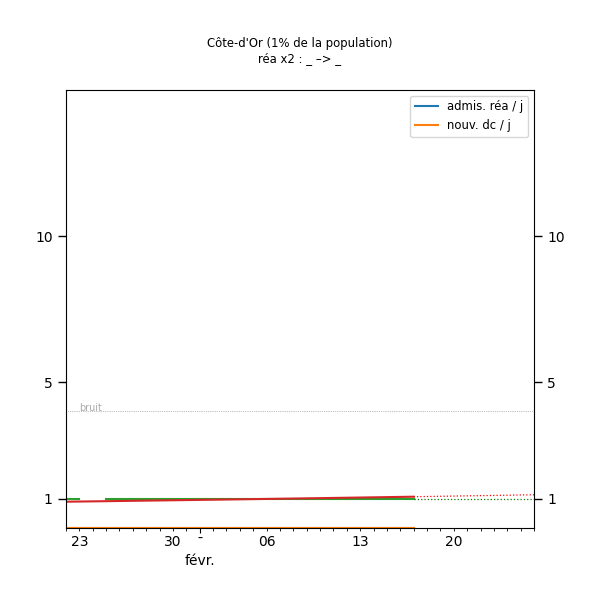 Côte-d'Or (1% de la population)
réa x2 : _ –> _
admis. réa / j
nouv. dc / j
10
10
5
5
bruit
1
1
23
30
-
06
13
20
févr.